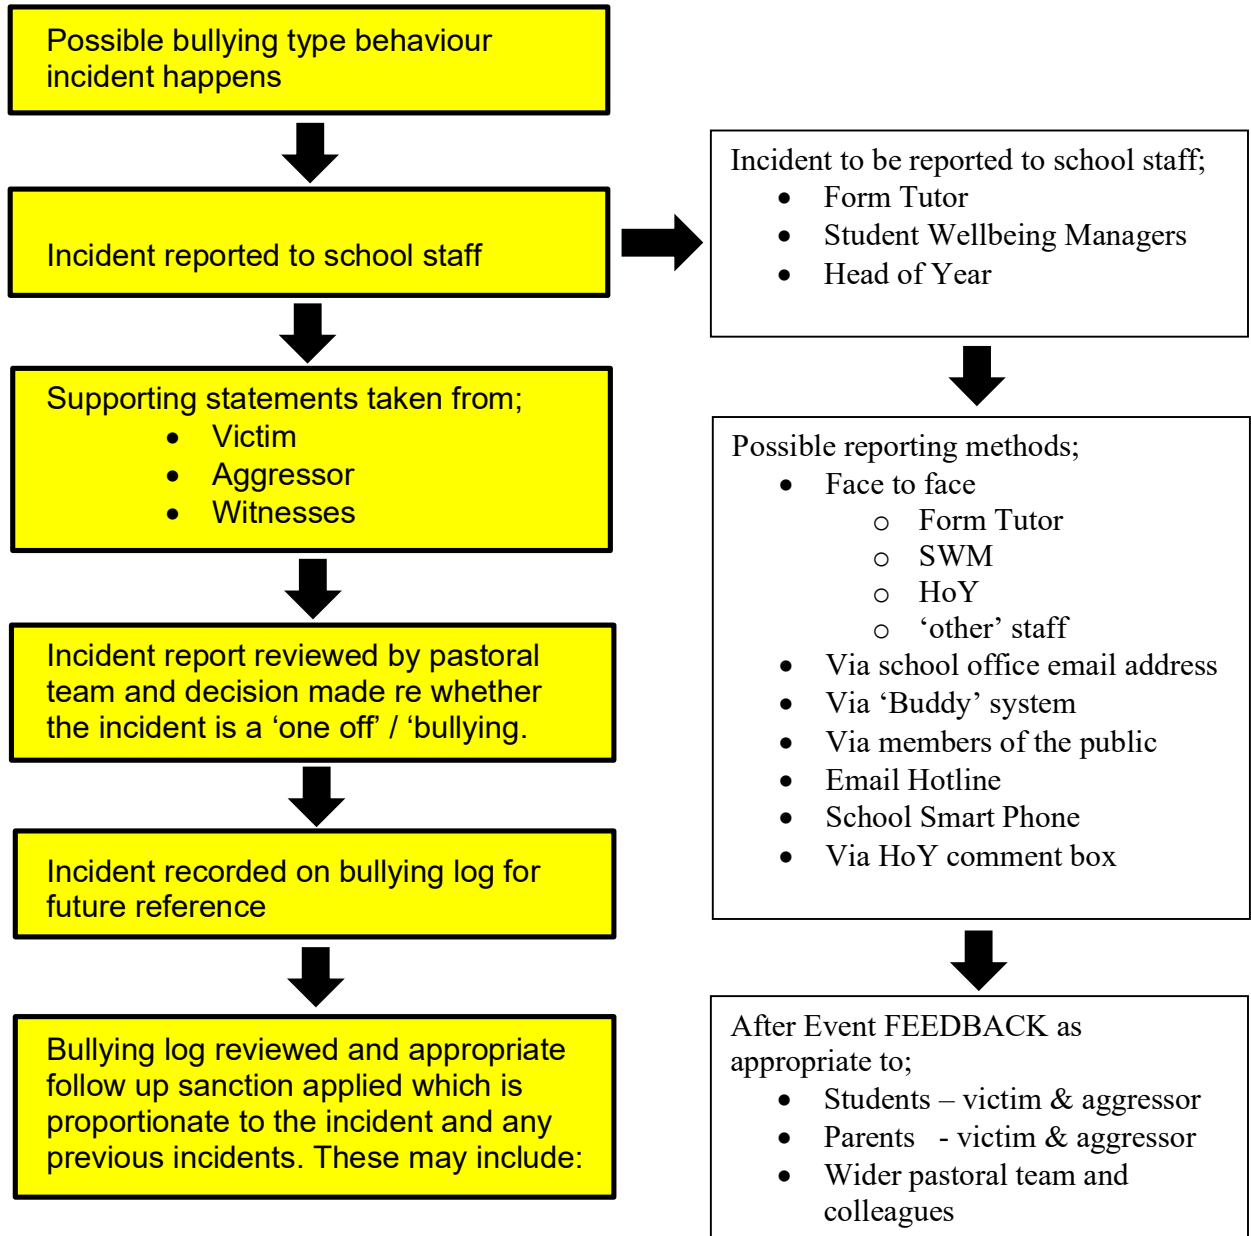 Possible bullying type behaviour
incident happens
Incident reported to school staff
Supporting statements taken from;
• Victim
• Aggressor
• Witnesses
Incident report reviewed by pastoral
team and decision made re whether
the incident is a ‘one off’ / ‘bullying.
Incident recorded on bullying log for
future reference
Bullying log reviewed and appropriate
follow up sanction applied which is
proportionate to the incident and any
previous incidents. These may include:
Incident to be reported to school staff;
• Form Tutor
• Student Wellbeing Managers
• Head of Year
Possible reporting methods;
• Face to face
o Form Tutor
o SWM
o HoY
o ‘other’ staff
• Via school office email address
• Via ‘Buddy’ system
• Via members of the public
• Email Hotline
• School Smart Phone
• Via HoY comment box
After Event FEEDBACK as
appropriate to;
• Students – victim & aggressor
• Parents - victim & aggressor
• Wider pastoral team and
colleagues